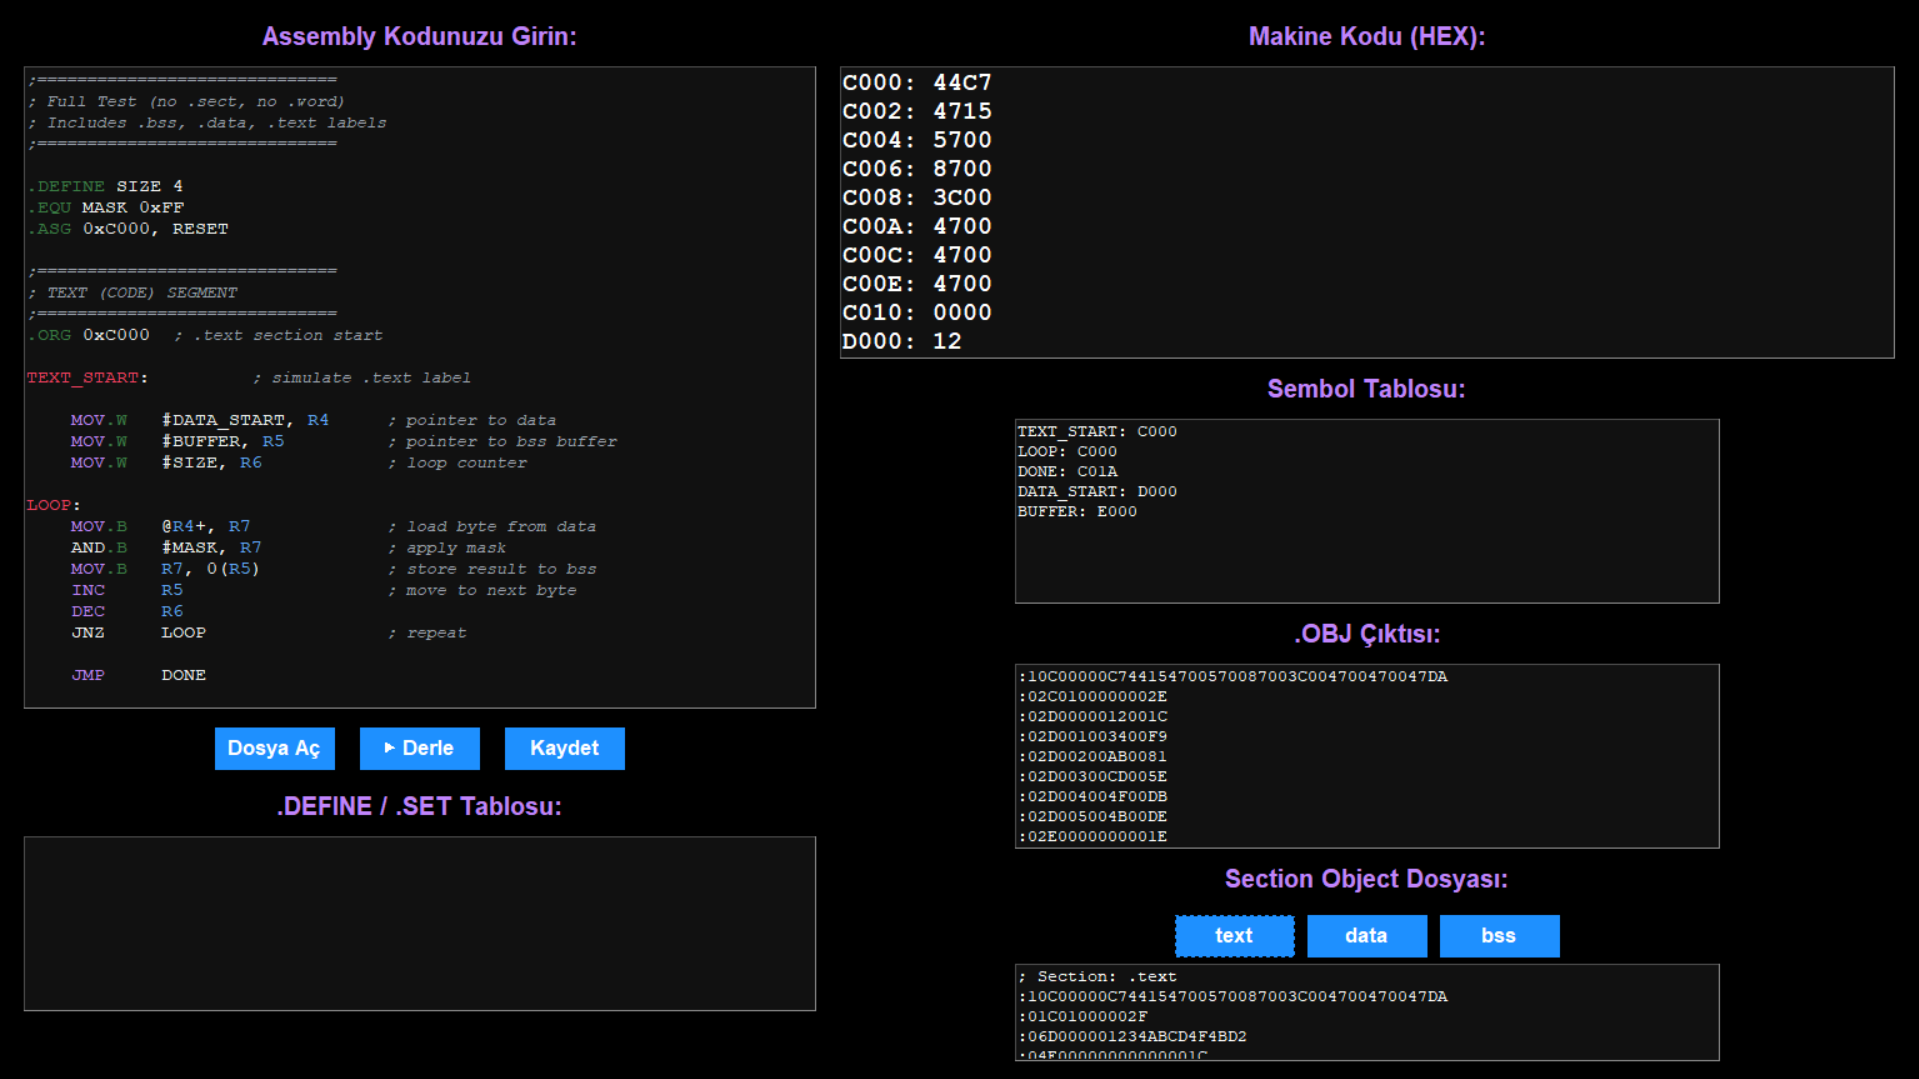 Assembly Kodunuzu Girin:
;==============================
; Full Test (no .sect, no .word)
; Includes .bss, .data, .text labels
;==============================
.DEFINE SIZE 4
.EQU MASK 0xFF
.ASG 0xC000, RESET
;==============================
; TEXT (CODE) SEGMENT
;==============================
.ORG 0xC000 ; .text section start
TEXT_START: ; simulate .text label
MOV.W #DATA_START, R4 ; pointer to data
MOV.W #BUFFER, R5 ; pointer to bss buffer
MOV.W #SIZE, R6 ; loop counter
LOOP:
MOV.B @R4+, R7 ; load byte from data
AND.B #MASK, R7 ; apply mask
MOV.B R7, 0(R5) ; store result to bss
INC R5 ; move to next byte
DEC R6
JNZ LOOP ; repeat
JMP DONE
Dosya Aç
▶ Derle
Kaydet
.DEFINE / .SET Tablosu:
Makine Kodu (HEX):
C000: 44C7
C002: 4715
C004: 5700
C006: 8700
C008: 3C00
C00A: 4700
C00C: 4700
C00E: 4700
C010: 0000
D000: 12
Sembol Tablosu:
TEXT_START: C000
LOOP: C000
DONE: C01A
DATA_START: D000
BUFFER: E000
.OBJ Çıktısı:
:10C00000C744154700570087003C004700470047DA
:02C0100000002E
:02D0000012001C
:02D001003400F9
:02D00200AB0081
:02D00300CD005E
:02D004004F00DB
:02D005004B00DE
:02E0000000001E
Section Object Dosyası:
text
data
bss
; Section: .text
:10C00000C744154700570087003C004700470047DA
:01C01000002F
:06D000001234ABCD4F4BD2
:04E00000000000001C